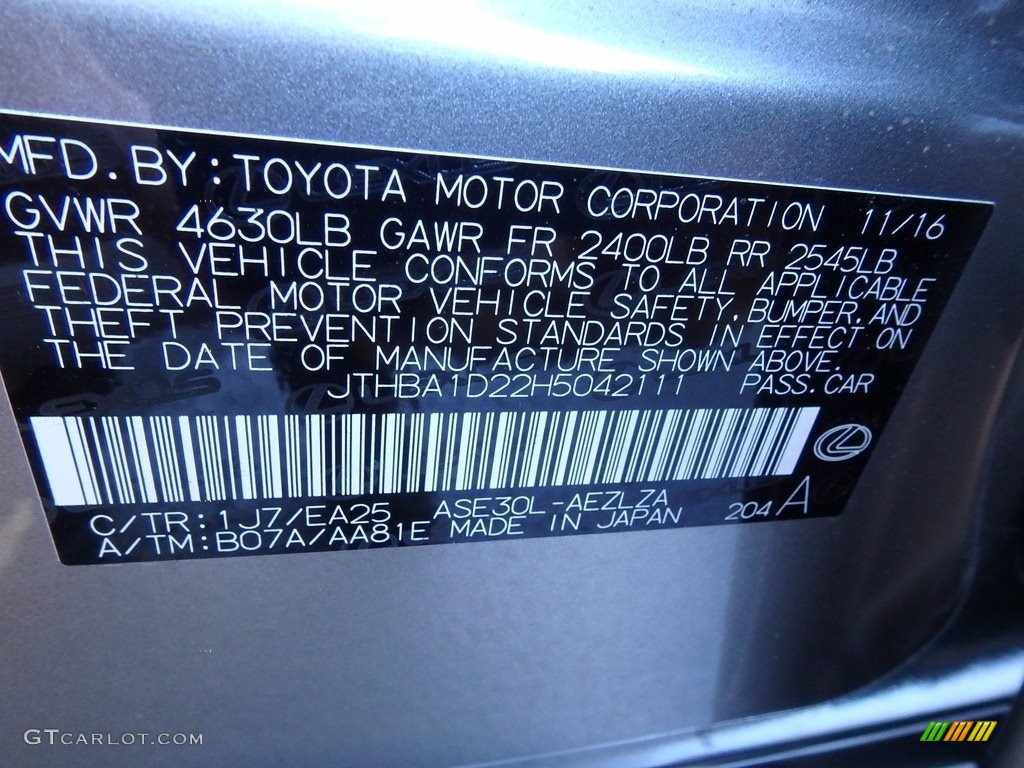 MFD. BY: TOYOTA MOTOR CORPORATION 11/16
GVWR 4630LB GAWR FR 2400LB RR 2545LB
THIS VEHICLE CONFORMS TO ALL APPLICABLE
FEDERAL MOTOR VEHICLE SAFETY, BUMPER, AND
THEFT PREVENTION STANDARDS IN EFFECT ON
THE DATE OF MANUFACTURE SHOWN ABOVE.
JTHBA1D22H5042111 PASS. CAR
C/TR: 1J7/EA25 ASE30L-AEZLZA
A/TM: B07A/AA81E MADE IN JAPAN 204 A
GTCARLOT.COM